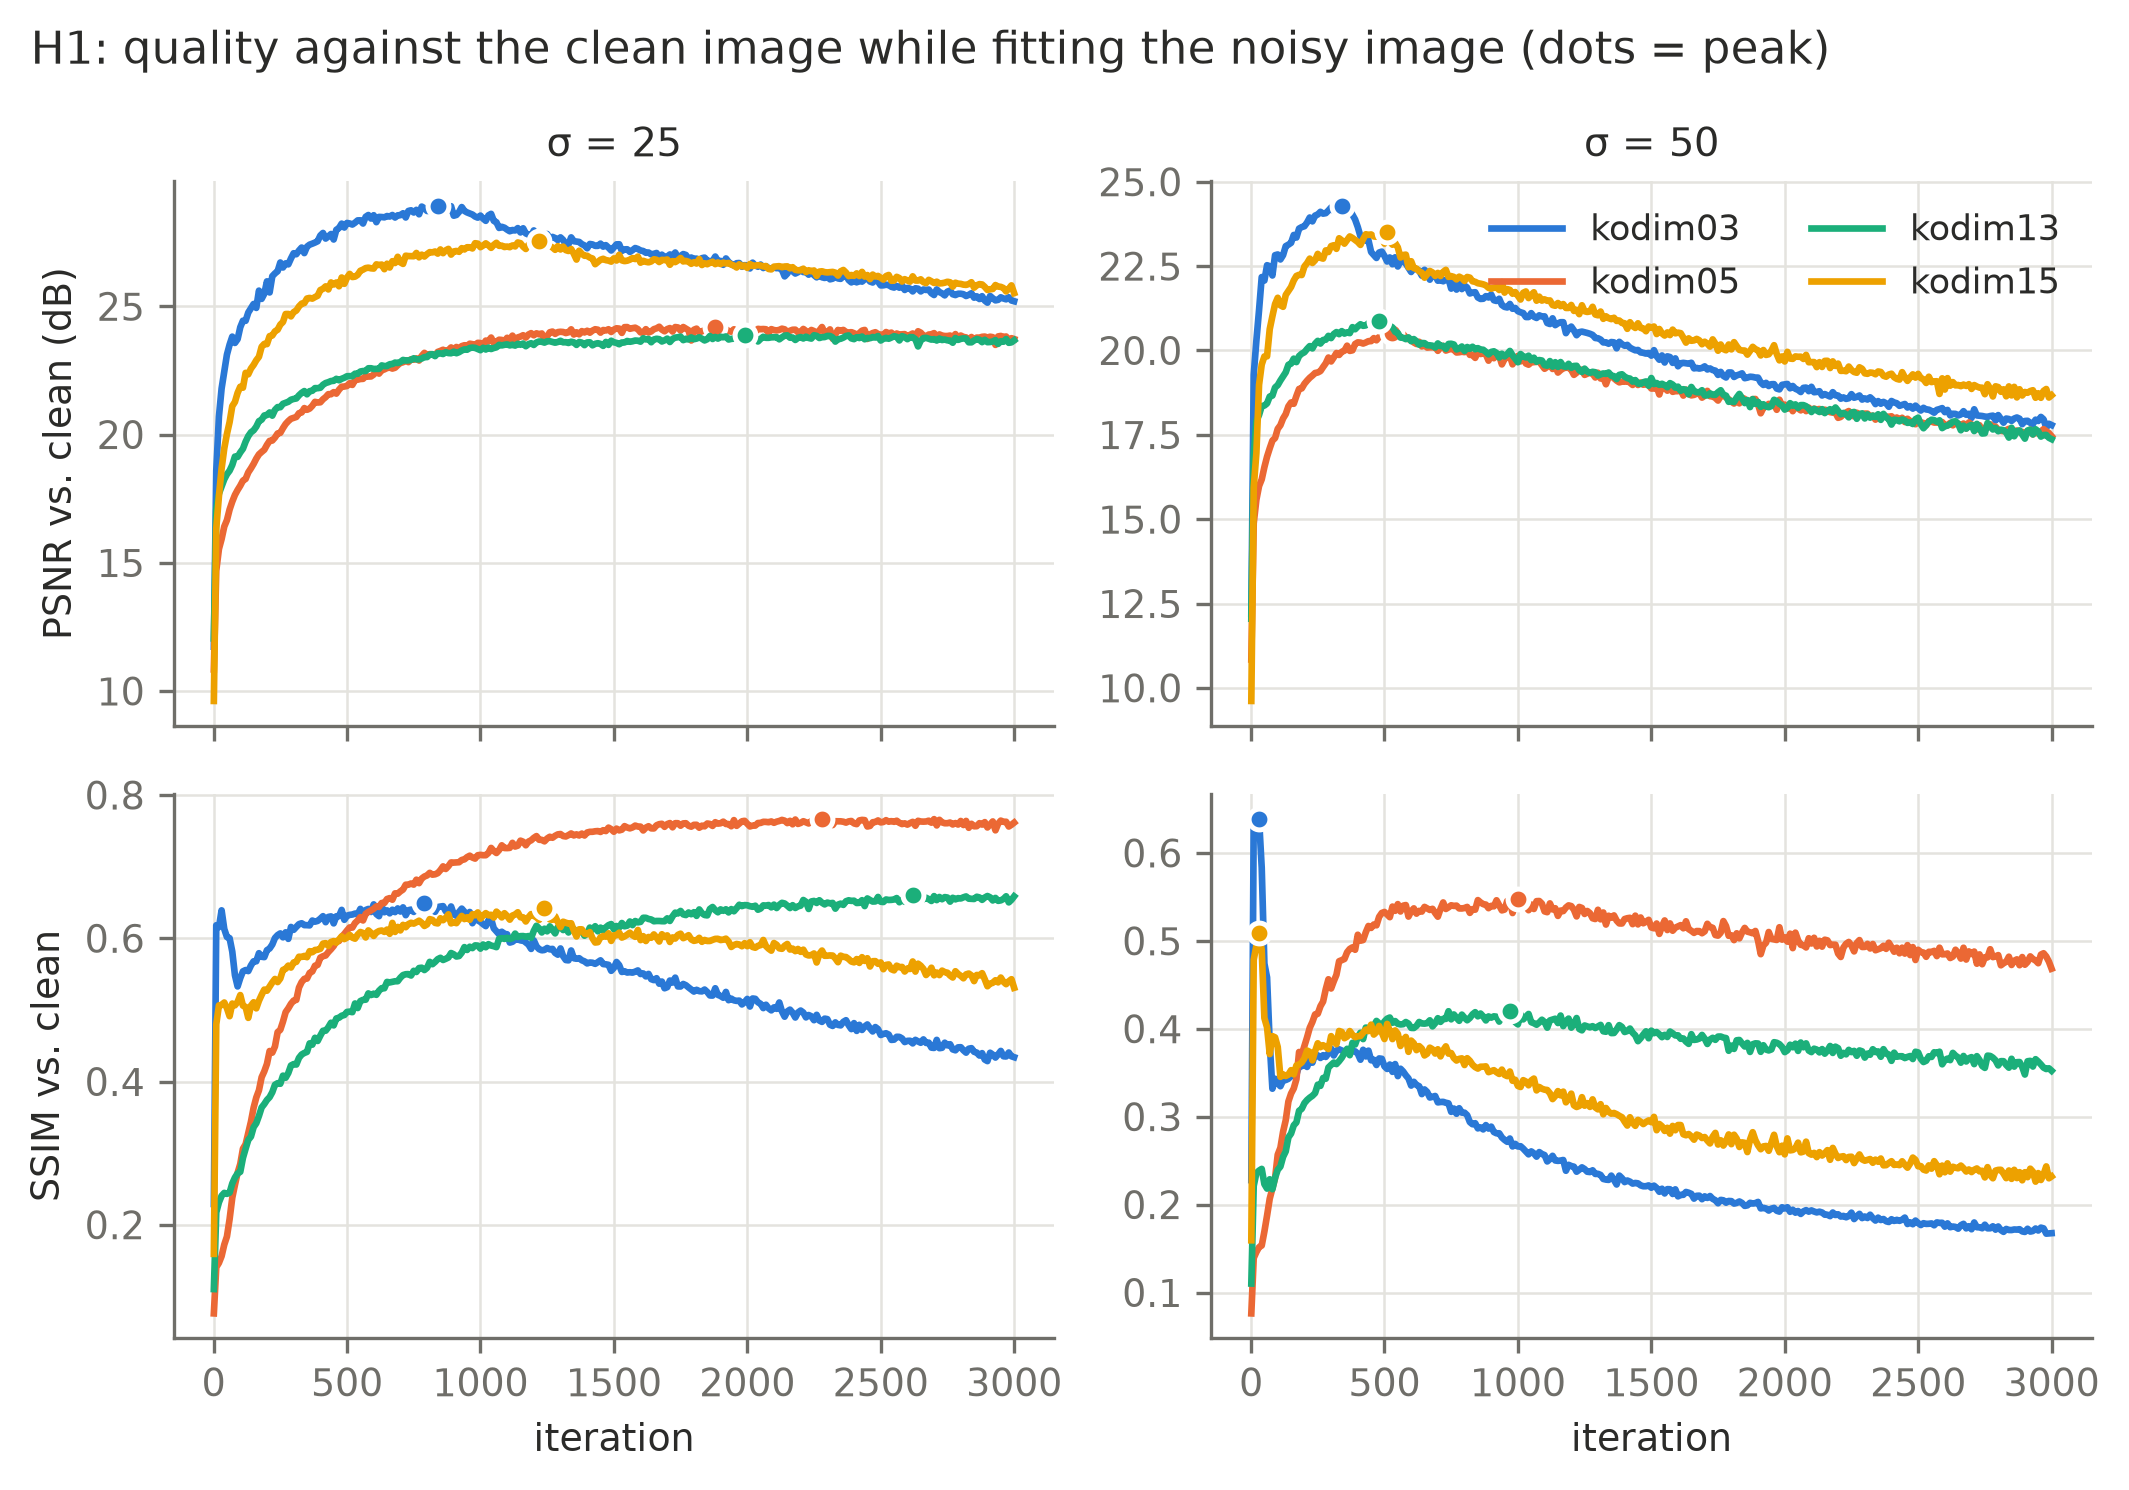 H1: quality against the clean image while fitting the noisy image (dots = peak)
σ = 25
σ = 50
PSNR vs. clean (dB)
25
20
15
10
25.0
22.5
20.0
17.5
15.0
12.5
10.0
kodim03
kodim05
kodim13
kodim15
SSIM vs. clean
0.8
0.6
0.4
0.2
0 500 1000 1500 2000 2500 3000
iteration
0.6
0.5
0.4
0.3
0.2
0.1
0 500 1000 1500 2000 2500 3000
iteration